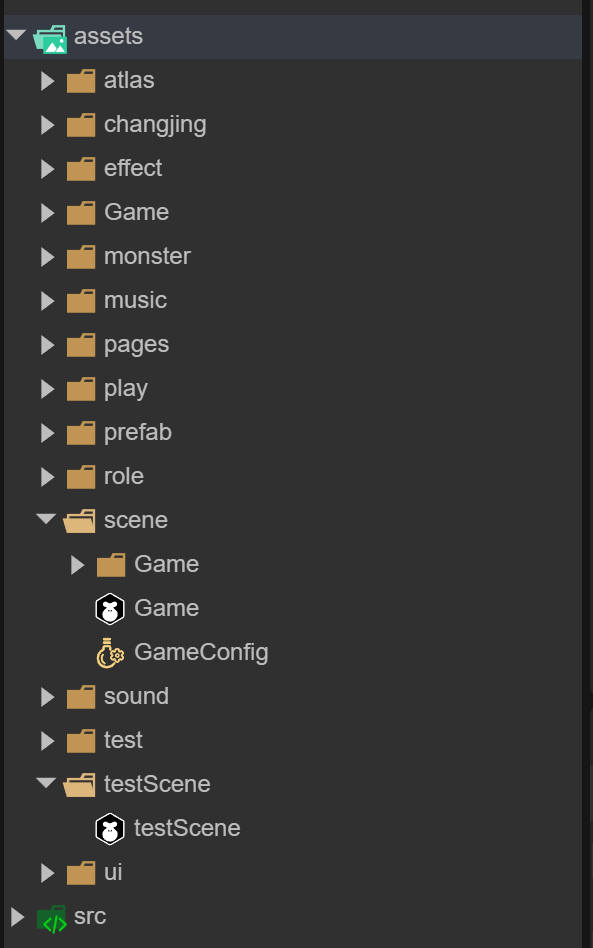 assets
atlas
changjing
effect
Game
monster
music
pages
play
prefab
role
scene
Game
Game
GameConfig
sound
test
testScene
testScene
ui
src